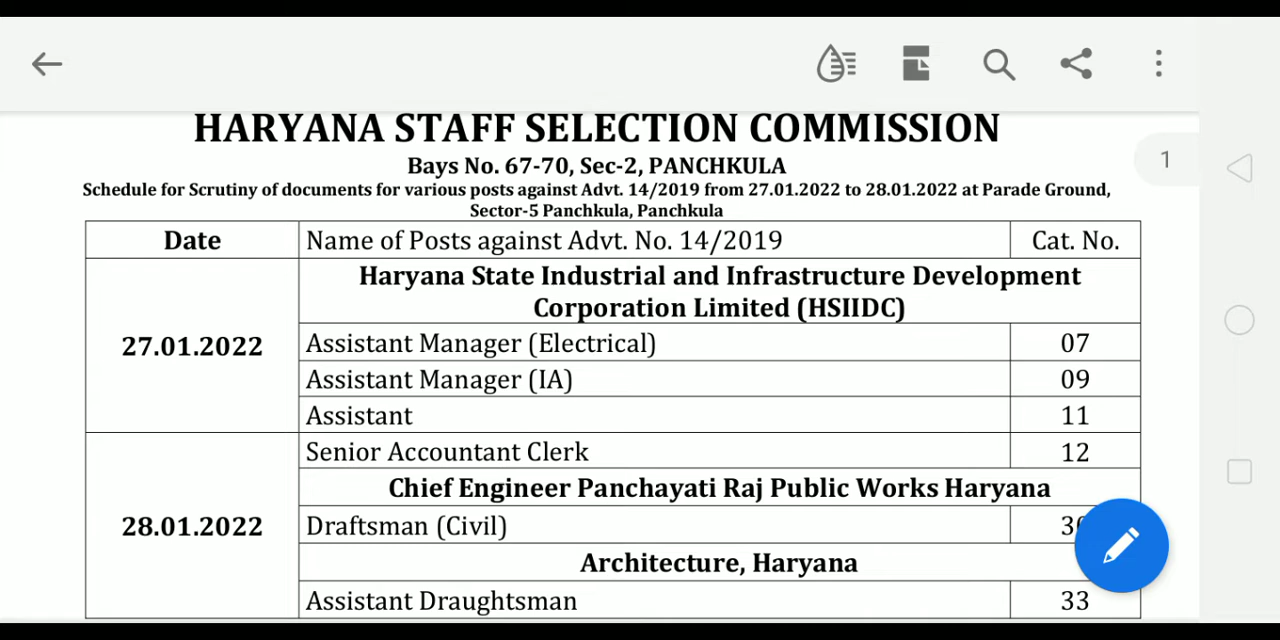 HARYANA STAFF SELECTION COMMISSION
1
Bays No. 67-70, Sec-2, PANCHKULA
Schedule for Scrutiny of documents for various posts against Advt. 14/2019 from 27.01.2022 to 28.01.2022 at Parade Ground,
Sector-5 Panchkula, Panchkula
Date Name of Posts against Advt. No. 14/2019 Cat. No.
Haryana State Industrial and Infrastructure Development
Corporation Limited (HSIIDC)
27.01.2022 Assistant Manager (Electrical) 07
Assistant Manager (IA) 09
Assistant 11
Senior Accountant Clerk 12
Chief Engineer Panchayati Raj Public Works Haryana
28.01.2022 Draftsman (Civil)
Architecture, Haryana
Assistant Draughtsman 33